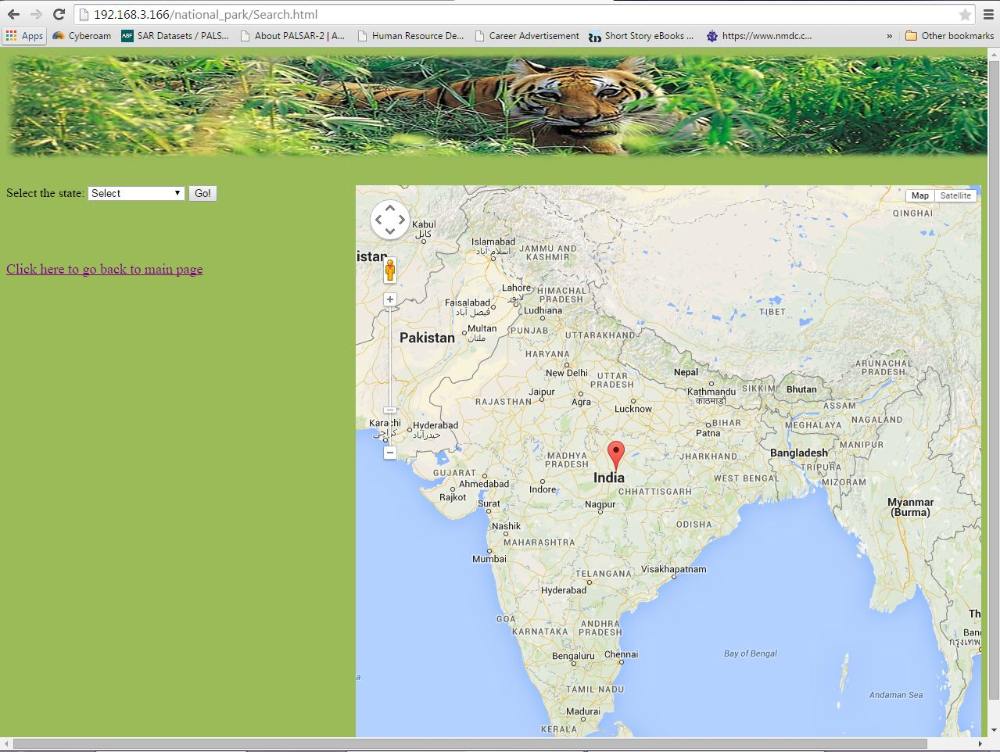 192.168.3.166/national_park/Search.html
Apps Cyberoam SAR Datasets / PALS... About PALSAR-2 | A... Human Resource De... Career Advertisement Short Story eBooks ... https://www.nmdc.c... » Other bookmarks
Select the state: Select Go!
Click here to go back to main page
Map Satellite
QINGHAI
Kabul
کابل
Islamabad
اسلام آباد
JAMMU AND
KASHMIR
istan
HIMACHAL
PRADESH
Lahore
لاہور
Faisalabad
فیصل آباد
Ludhiana
TIBET
Multan
ملتان
PUNJAB
UTTARAKHAND
Pakistan
HARYANA
New Delhi
UTTAR
PRADESH
Nepal
ARUNACHAL
PRADESH
Kathmandu
काठमाडौं
SIKKIM
Bhutan
Jaipur
RAJASTHAN
Agra
Lucknow
ASSAM
NAGALAND
Karachi
کراچی
Hyderabad
حیدرآباد
BIHAR
Patna
MEGHALAYA
MANIPUR
Bangladesh
MADHYA
PRADESH
JHARKHAND
TRIPURA
GUJARAT
Ahmedabad
India
WEST BENGAL
MIZORAM
Rajkot
Indore
CHHATTISGARH
Surat
Nagpur
Myanmar
(Burma)
Nashik
ODISHA
MAHARASHTRA
Mumbai
Visakhapatnam
TELANGANA
Hyderabad
Th
GOA
KARNATAKA
ANDHRA
PRADESH
Bang
กรุงเทพ
Bengaluru
Chennai
Bay of Bengal
a
TAMIL NADU
Andaman Sea
Madurai
KERALA